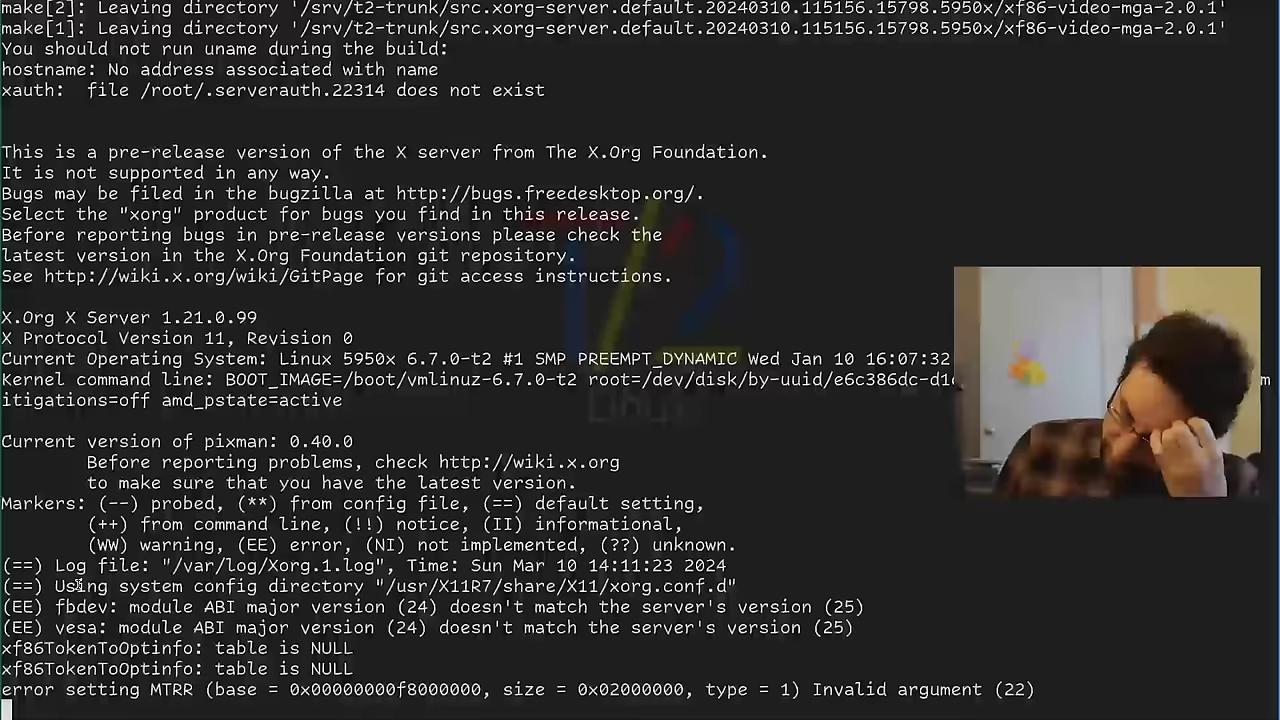 make[2]: Leaving directory '/srv/t2-trunk/src.xorg-server.default.20240310.115156.15798.5950x/xf86-video-mga-2.0.1'
make[1]: Leaving directory '/srv/t2-trunk/src.xorg-server.default.20240310.115156.15798.5950x/xf86-video-mga-2.0.1'
You should not run uname during the build:
hostname: No address associated with name
xauth:  file /root/.serverauth.22314 does not exist
This is a pre-release version of the X server from The X.Org Foundation.
It is not supported in any way.
Bugs may be filed in the bugzilla at http://bugs.freedesktop.org/.
Select the "xorg" product for bugs you find in this release.
Before reporting bugs in pre-release versions please check the
latest version in the X.Org Foundation git repository.
See http://wiki.x.org/wiki/GitPage for git access instructions.
X.Org X Server 1.21.0.99
X Protocol Version 11, Revision 0
Current Operating System: Linux 5950x 6.7.0-t2 #1 SMP PREEMPT_DYNAMIC Wed Jan 10 16:07:32
Kernel command line: BOOT_IMAGE=/boot/vmlinuz-6.7.0-t2 root=/dev/disk/by-uuid/e6c386dc-d1 m
itigations=off amd_pstate=active
Current version of pixman: 0.40.0
Before reporting problems, check http://wiki.x.org
to make sure that you have the latest version.
Markers: (--) probed, (**) from config file, (==) default setting,
(++) from command line, (!!) notice, (II) informational,
(WW) warning, (EE) error, (NI) not implemented, (??) unknown.
(==) Log file: "/var/log/Xorg.1.log", Time: Sun Mar 10 14:11:23 2024
(==) Using system config directory "/usr/X11R7/share/X11/xorg.conf.d"
(EE) fbdev: module ABI major version (24) doesn't match the server's version (25)
(EE) vesa: module ABI major version (24) doesn't match the server's version (25)
xf86TokenToOptinfo: table is NULL
xf86TokenToOptinfo: table is NULL
error setting MTRR (base = 0x00000000f8000000, size = 0x02000000, type = 1) Invalid argument (22)